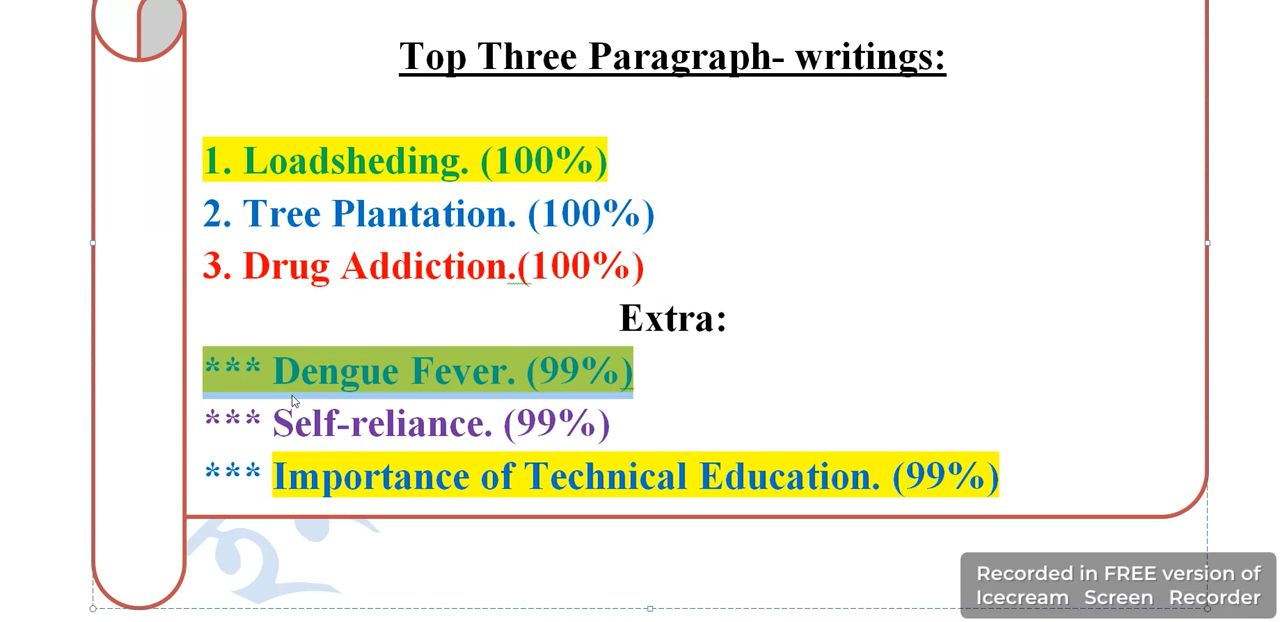 Top Three Paragraph- writings:
1. Loadsheding. (100%)
2. Tree Plantation. (100%)
3. Drug Addiction.(100%)
Extra:
*** Dengue Fever. (99%)
*** Self-reliance. (99%)
*** Importance of Technical Education. (99%)
Recorded in FREE version of
Icecream Screen Recorder